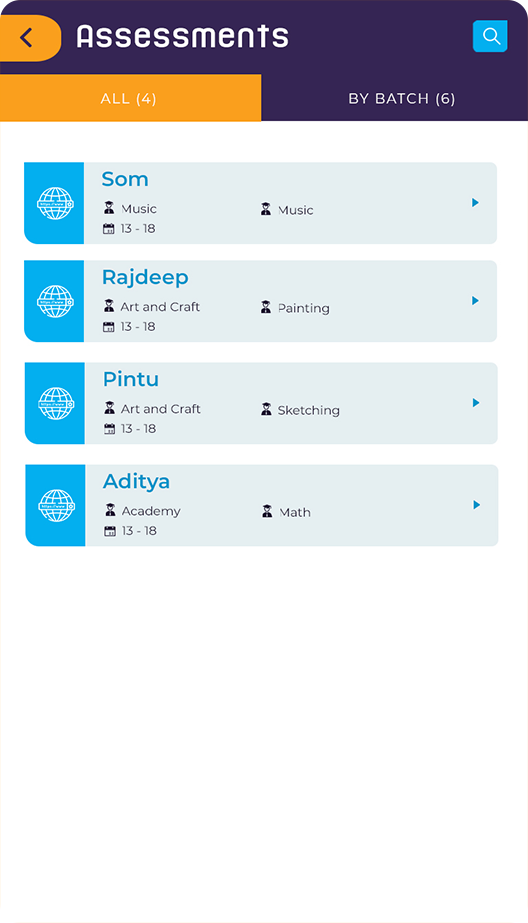 Assessments
ALL (4)
BY BATCH (6)
Som
Music
Music
13 - 18
Rajdeep
Art and Craft
Painting
13 - 18
Pintu
Art and Craft
Sketching
13 - 18
Aditya
Academy
Math
13 - 18